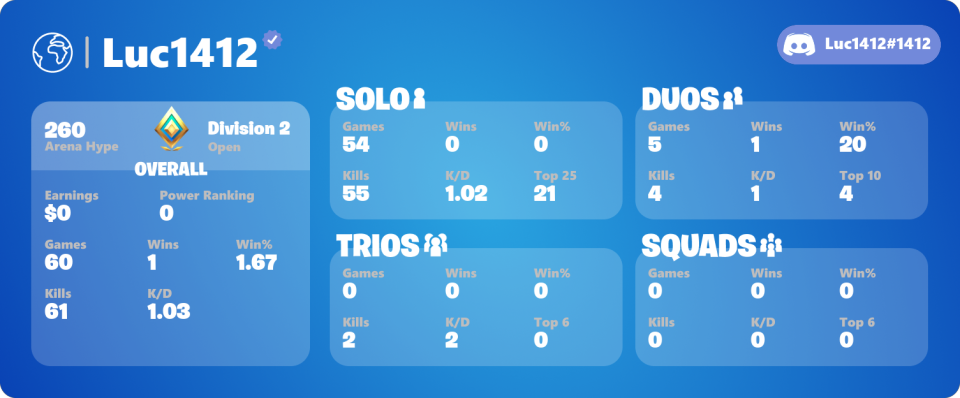 Luc1412
Luc1412#1412
260
Arena Hype
Division 2
Open
OVERALL
Earnings Power Ranking
$0 0
Games Wins Win%
60 1 1.67
Kills K/D
61 1.03
SOLO
Games Wins Win%
54 0 0
Kills K/D Top 25
55 1.02 21
DUOS
Games Wins Win%
5 1 20
Kills K/D Top 10
4 1 4
TRIOS
Games Wins Win%
0 0 0
Kills K/D Top 6
2 2 0
SQUADS
Games Wins Win%
0 0 0
Kills K/D Top 6
0 0 0